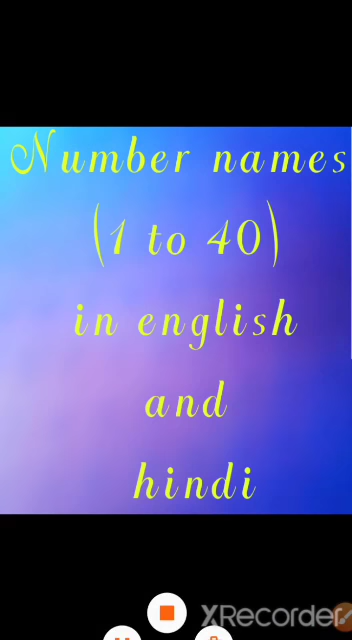 Number names
(1 to 40)
in english
and
hindi
XRecorder